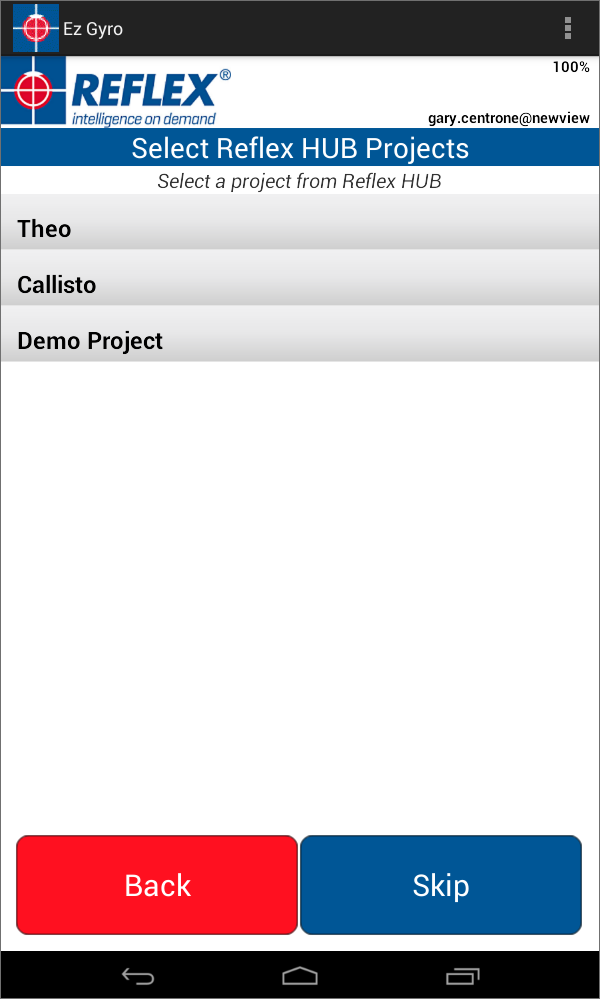 Ez Gyro
100%
REFLEX®
intelligence on demand
gary.centrone@newview
Select Reflex HUB Projects
Select a project from Reflex HUB
Theo
Callisto
Demo Project
Back
Skip